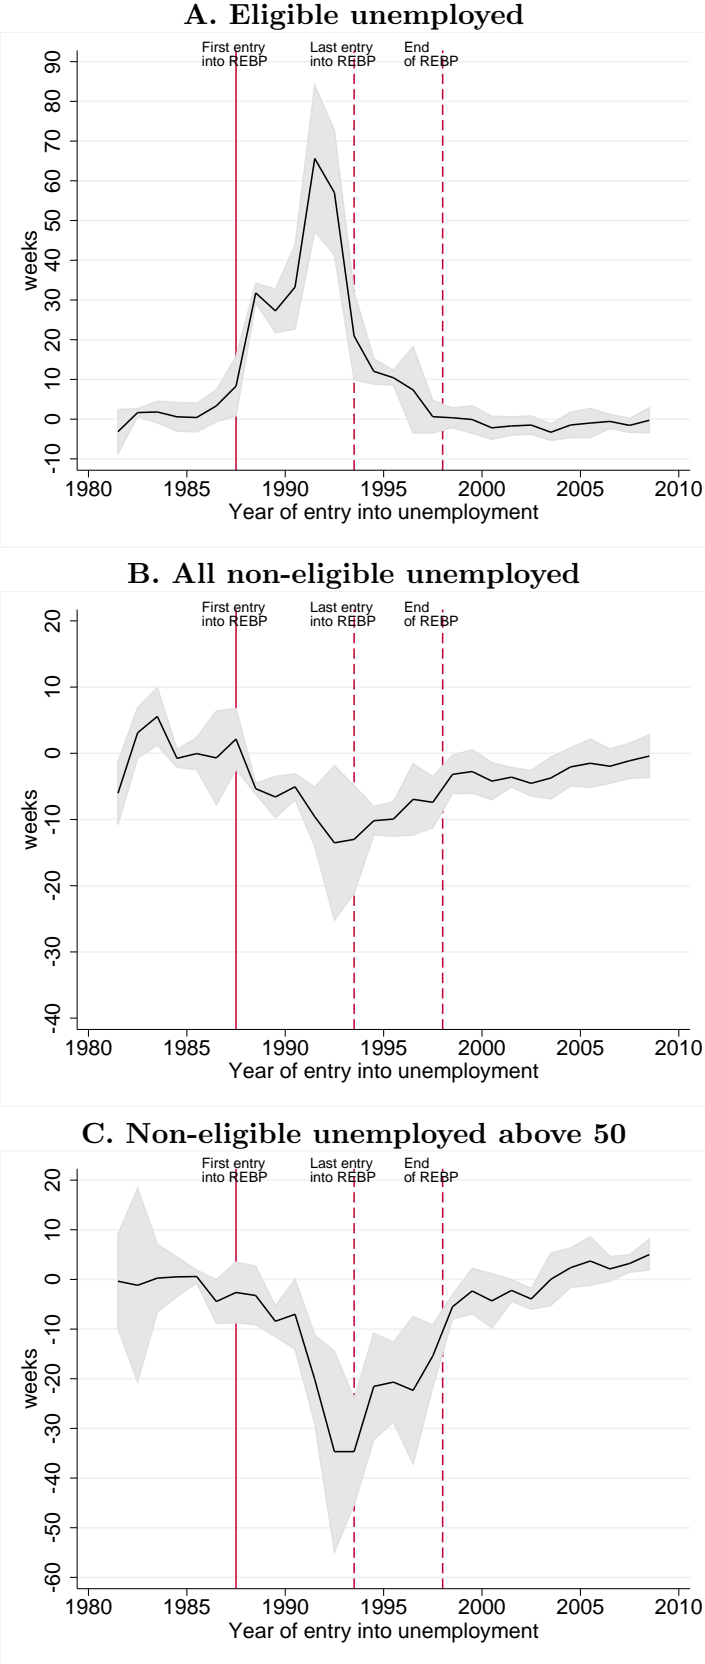 A. Eligible unemployed
First entry
into REBP
Last entry
into REBP
End
of REBP
90
80
70
60
50
40
30
20
10
0
-10
weeks
1980 1985 1990 1995 2000 2005 2010
Year of entry into unemployment
B. All non-eligible unemployed
First entry
into REBP
Last entry
into REBP
End
of REBP
20
10
0
-10
-20
-30
-40
weeks
1980 1985 1990 1995 2000 2005 2010
Year of entry into unemployment
C. Non-eligible unemployed above 50
First entry
into REBP
Last entry
into REBP
End
of REBP
20
10
0
-10
-20
-30
-40
-50
-60
weeks
1980 1985 1990 1995 2000 2005 2010
Year of entry into unemployment